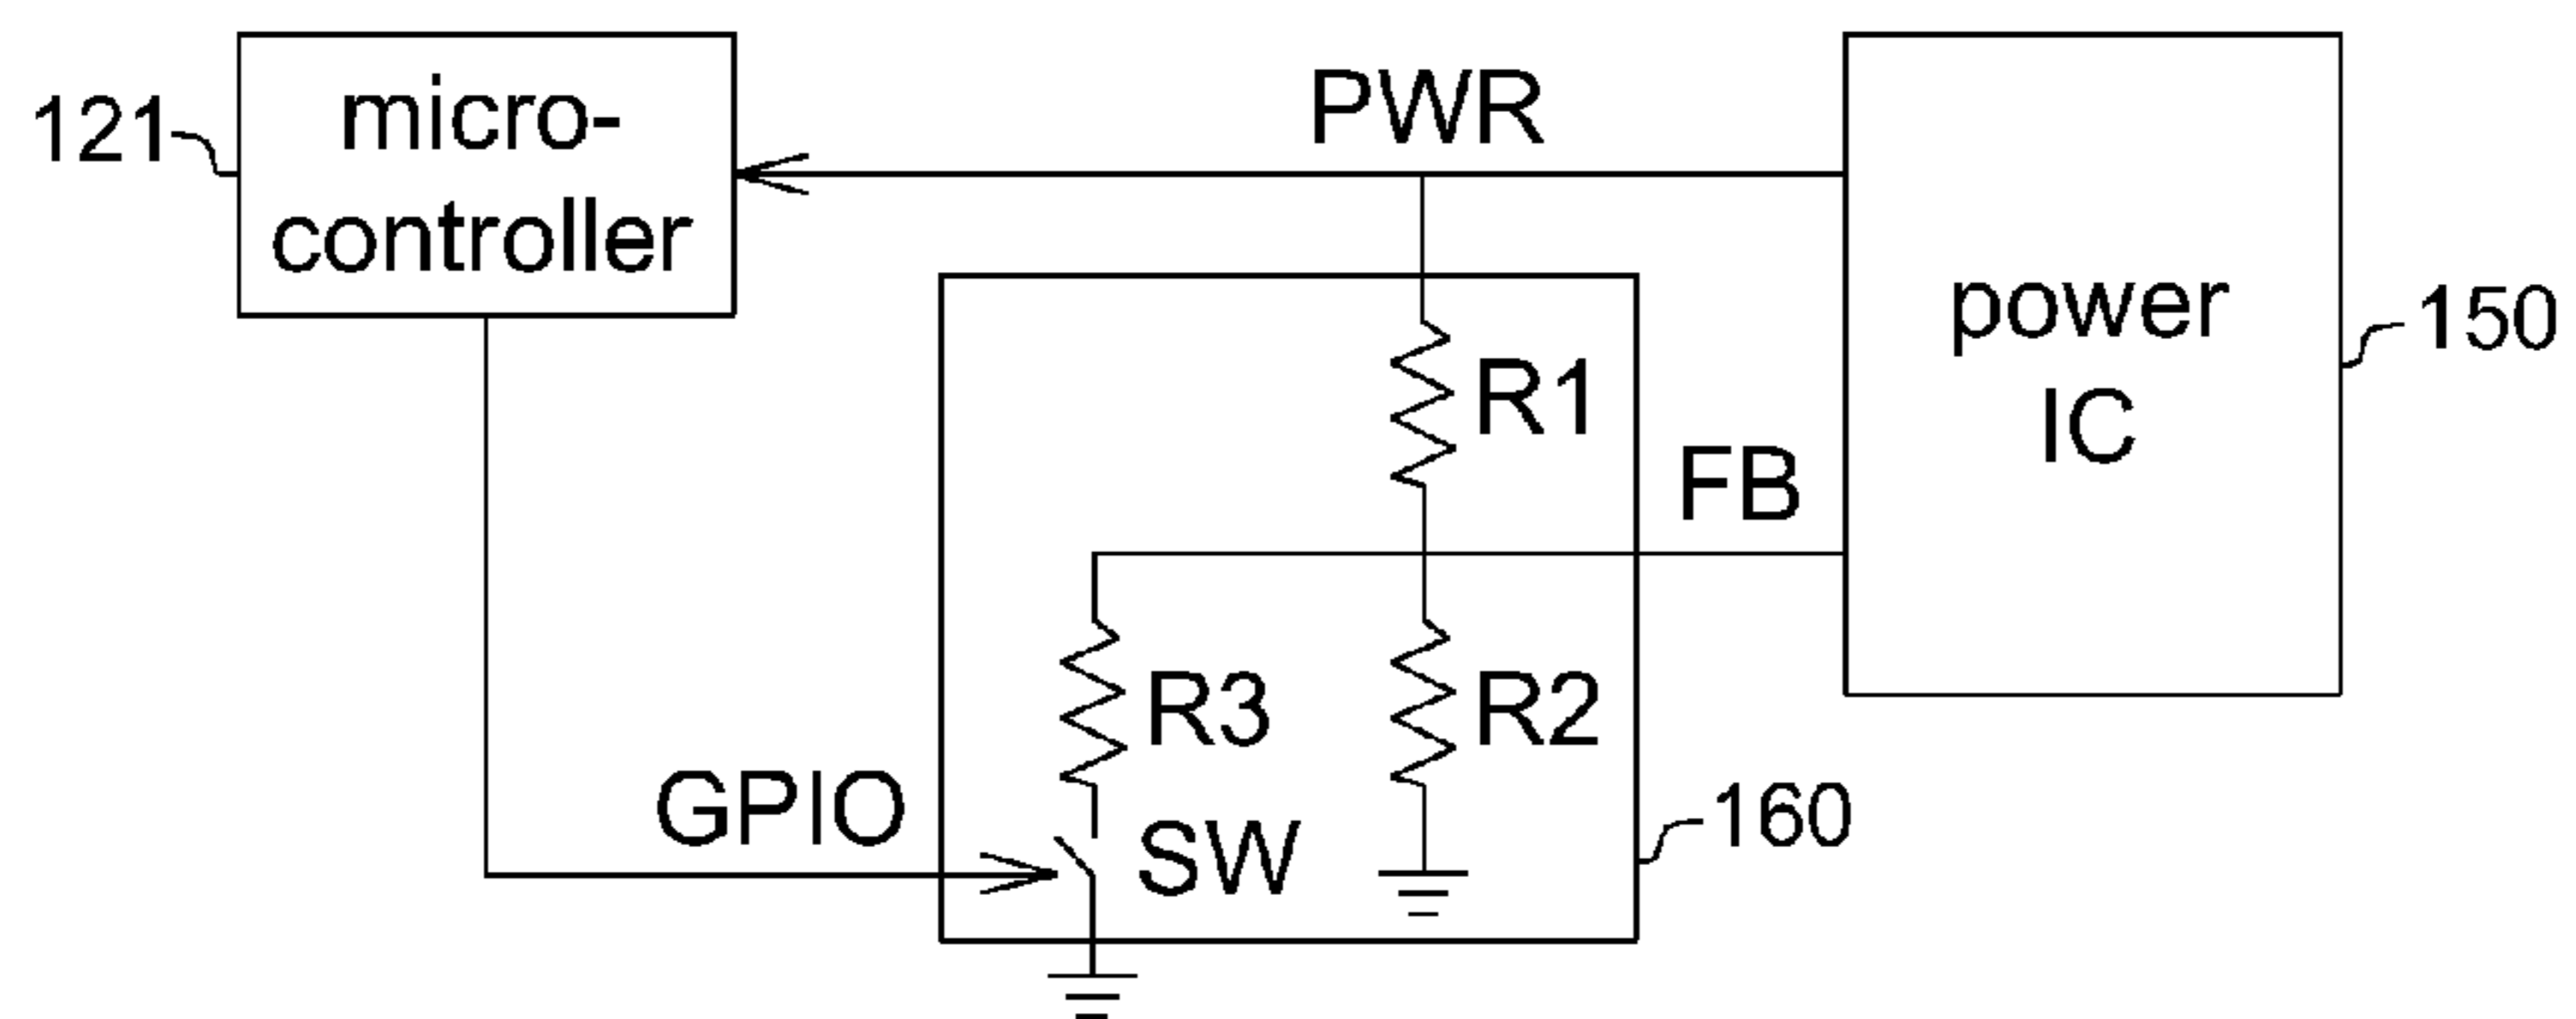 121
micro-
controller
PWR
power
IC
150
R1
FB
R3
R2
GPIO
SW
160